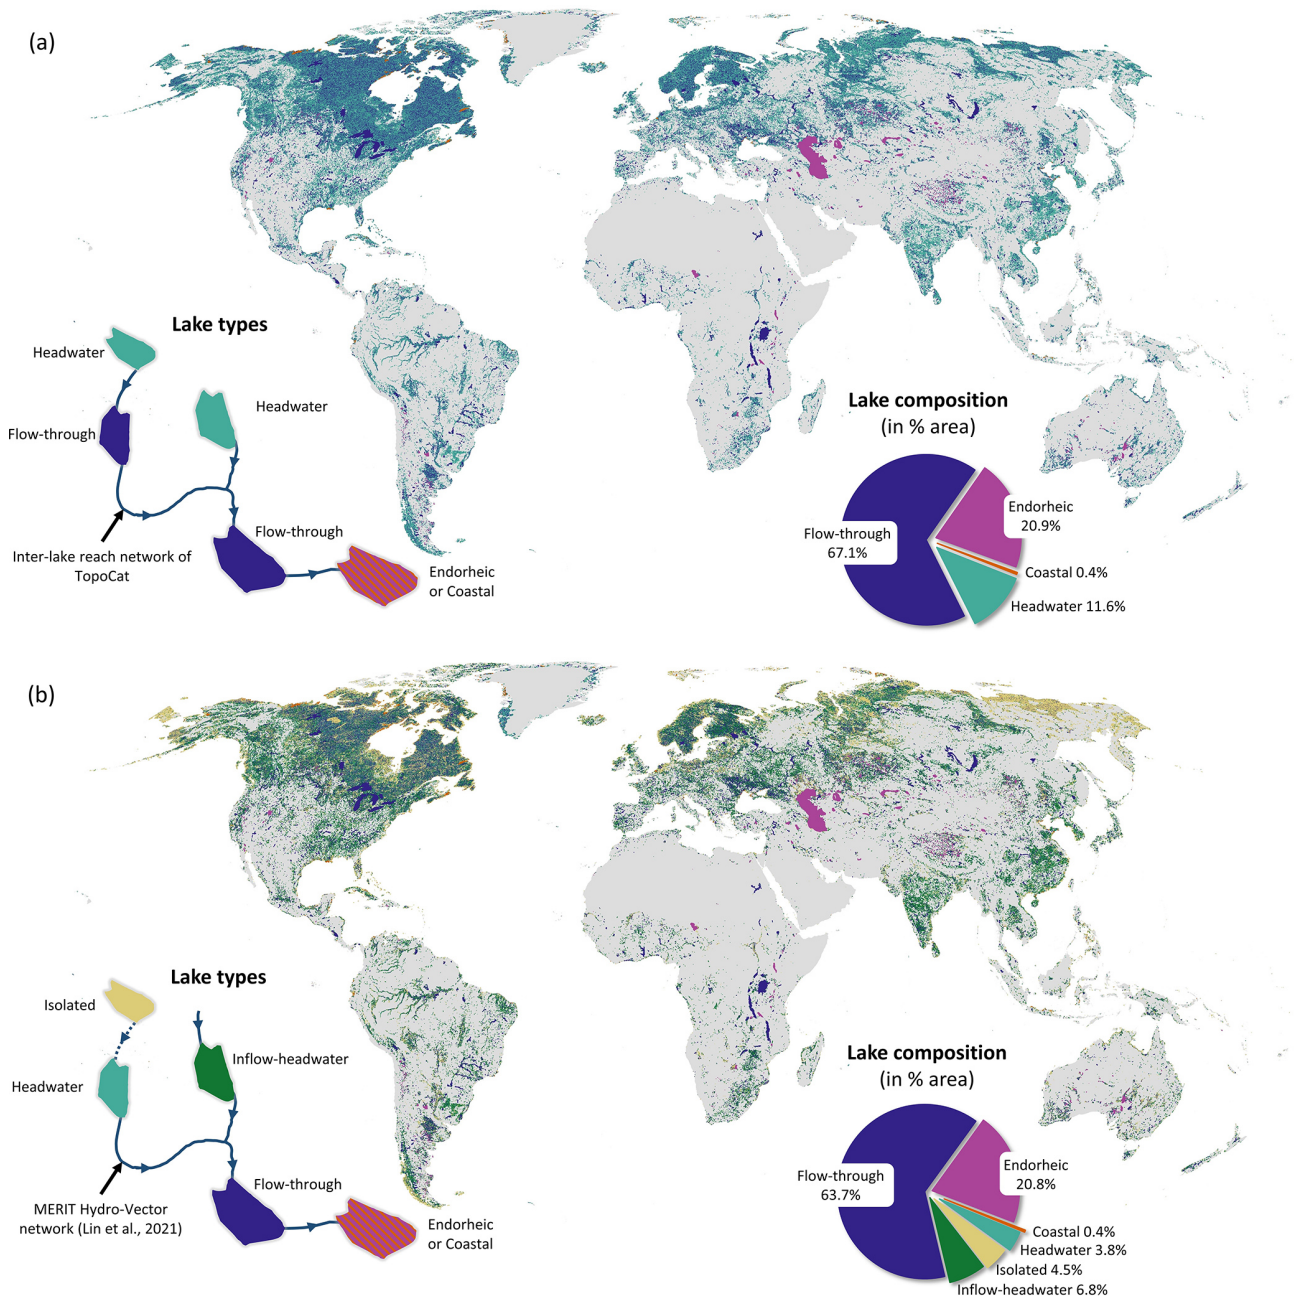 (a)
Lake types
Headwater
Headwater
Flow-through
Inter-lake reach network of
TopoCat
Flow-through
Endorheic
or Coastal
Lake composition
(in % area)
Flow-through
67.1%
Endorheic
20.9%
Coastal 0.4%
Headwater 11.6%
(b)
Lake types
Isolated
Inflow-headwater
Headwater
MERIT Hydro-Vector
network (Lin et al., 2021)
Flow-through
Endorheic
or Coastal
Lake composition
(in % area)
Flow-through
63.7%
Endorheic
20.8%
Coastal 0.4%
Headwater 3.8%
Isolated 4.5%
Inflow-headwater 6.8%